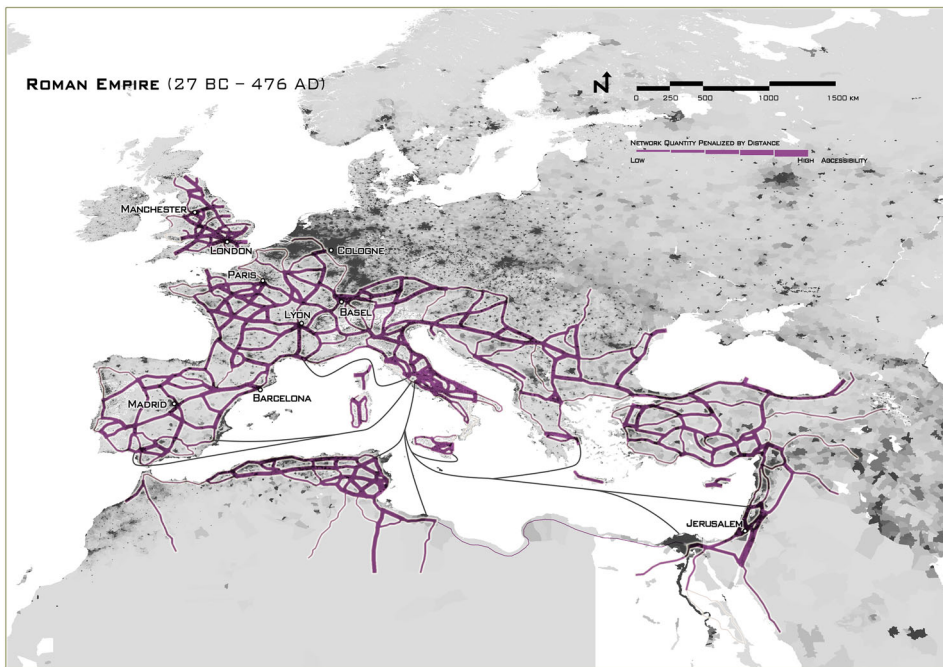 ROMAN EMPIRE (27 BC – 476 AD)
N
0 250 500 1000 1500 KM
NETWORK QUANTITY PENALIZED BY DISTANCE
LOW HIGH ACCESSIBILITY
MANCHESTER
LONDON
COLOGNE
PARIS
BASEL
LYON
MADRID
BARCELONA
JERUSALEM